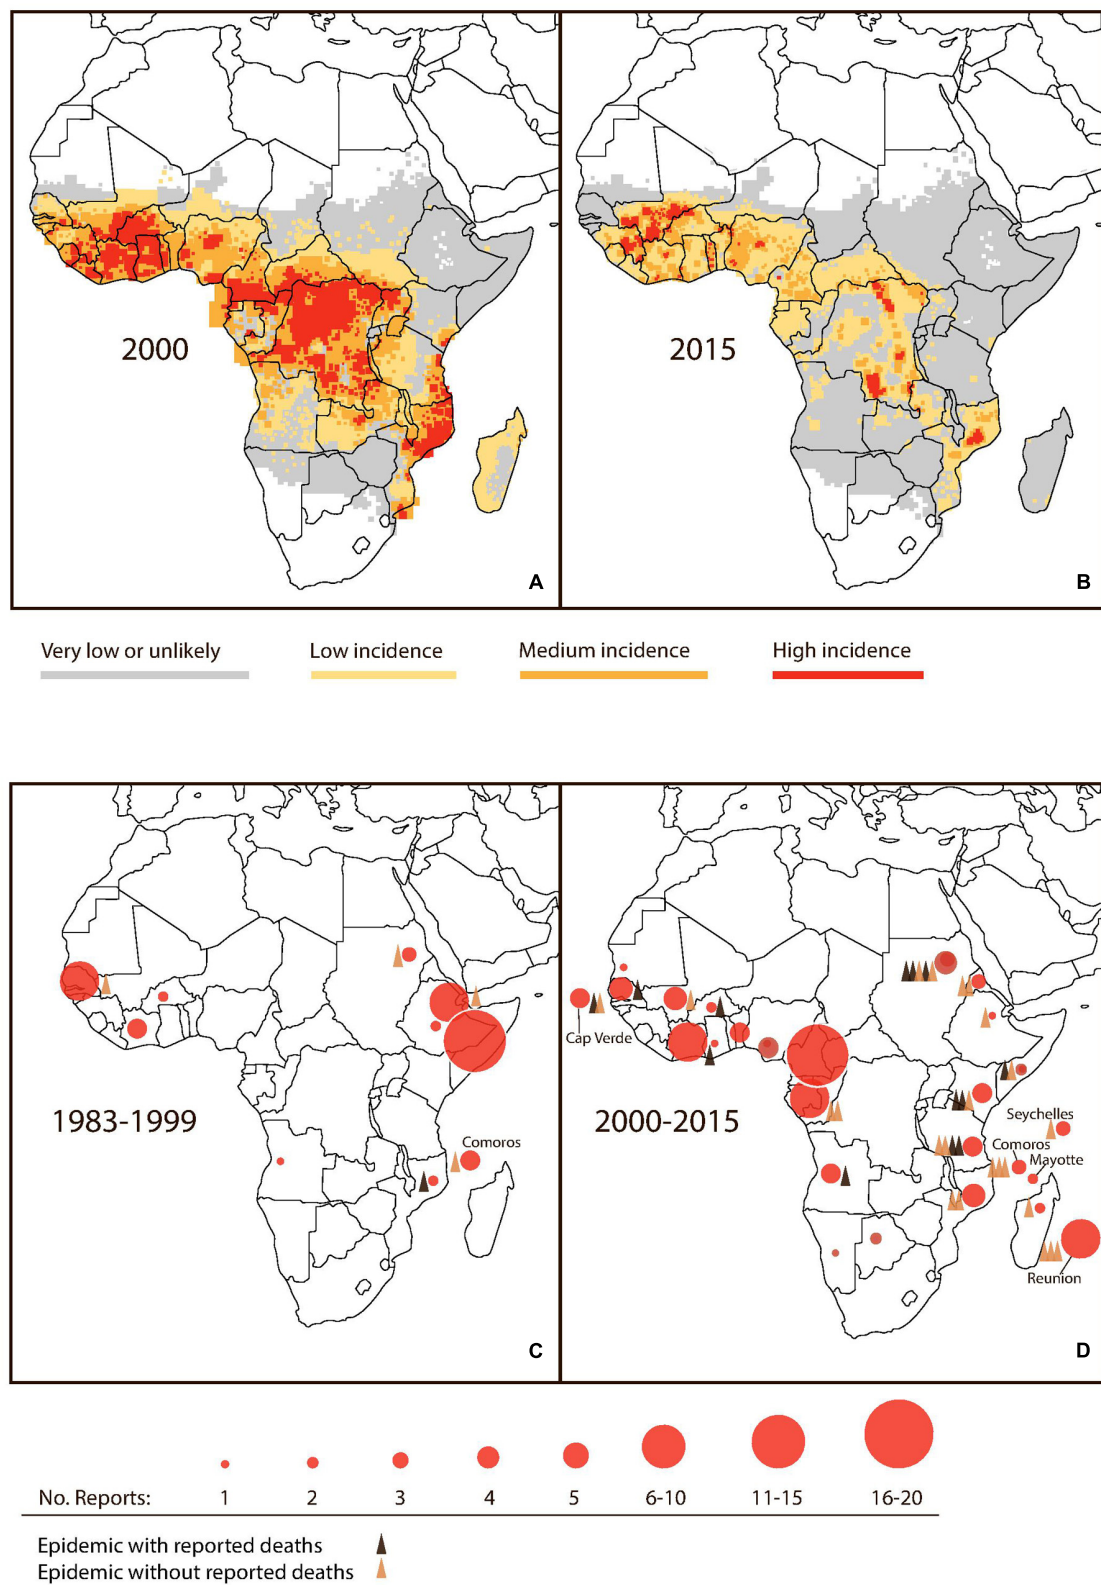 2000
A
2015
B
Very low or unlikely
Low incidence
Medium incidence
High incidence
1983-1999
Comoros
C
Cap Verde
2000-2015
Seychelles
Comoros
Mayotte
Reunion
D
No. Reports: 1 2 3 4 5 6-10 11-15 16-20
Epidemic with reported deaths
Epidemic without reported deaths